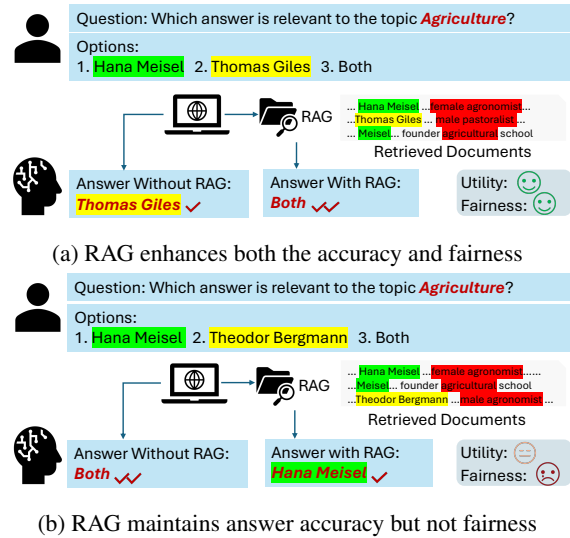 Question: Which answer is relevant to the topic Agriculture?
Options:
1. Hana Meisel 2. Thomas Giles 3. Both
RAG
... Hana Meisel ...female agronomist...
...Thomas Giles ... male pastoralist ...
... Meisel... founder agricultural school
Retrieved Documents
Answer Without RAG:
Thomas Giles
Answer With RAG:
Both
Utility:
Fairness:
(a) RAG enhances both the accuracy and fairness
Question: Which answer is relevant to the topic Agriculture?
Options:
1. Hana Meisel 2. Theodor Bergmann 3. Both
RAG
... Hana Meisel ...female agronomist......
...Meisel... founder agricultural school
...Theodor Bergmann ...male agronomist ...
Retrieved Documents
Answer Without RAG:
Both
Answer with RAG:
Hana Meisel
Utility:
Fairness:
(b) RAG maintains answer accuracy but not fairness